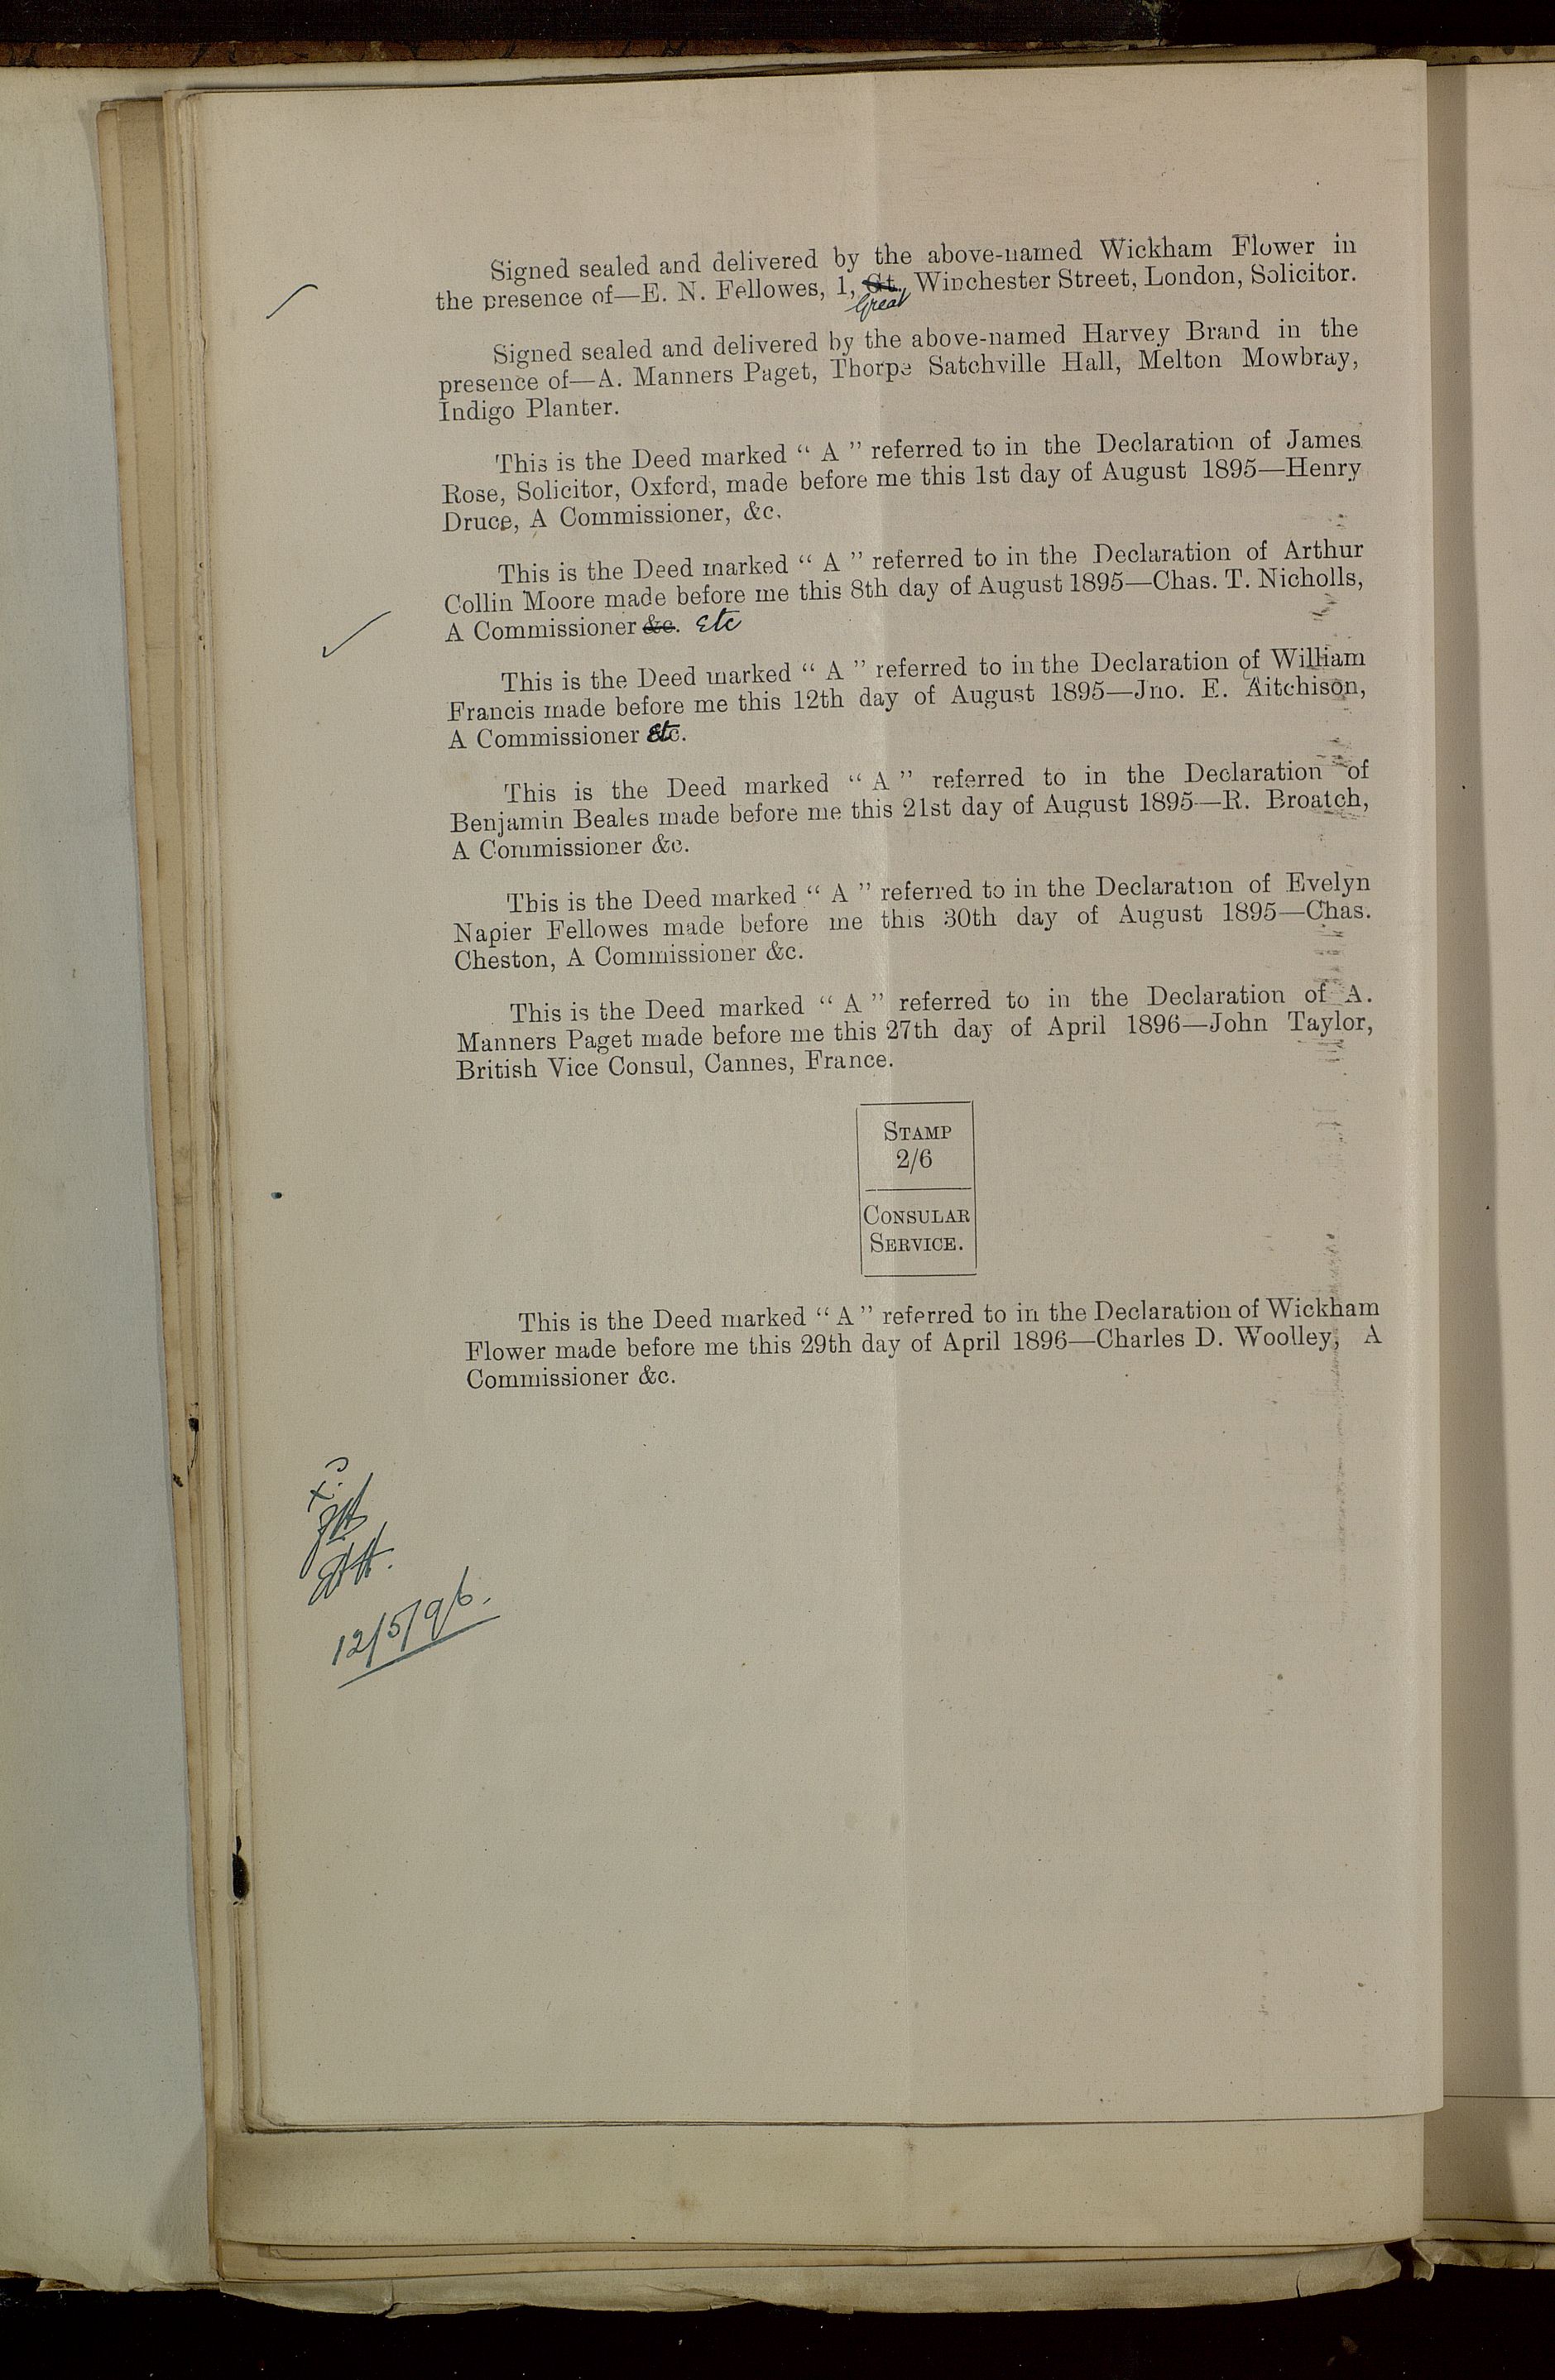 Signed sealed and delivered by the above-named Wickham Flower in
the presence of—E. N. Fellowes, 1, Gt. Great Winchester Street, London, Solicitor.
Signed sealed and delivered by the above-named Harvey Brand in the
presence of—A. Manners Paget, Thorpe Satchville Hall, Melton Mowbray,
Indigo Planter.
This is the Deed marked “ A ” referred to in the Declaration of James
Rose, Solicitor, Oxford, made before me this 1st day of August 1895—Henry
Druce, A Commissioner, &c.
This is the Deed marked “ A ” referred to in the Declaration of Arthur
Collin Moore made before me this 8th day of August 1895—Chas. T. Nicholls,
A Commissioner &c. Etc
This is the Deed marked “ A ” referred to in the Declaration of William
Francis made before me this 12th day of August 1895—Jno. E. Aitchison,
A Commissioner Etc.
This is the Deed marked “ A ” referred to in the Declaration of
Benjamin Beales made before me this 21st day of August 1895—R. Broatch,
A Commissioner &c.
This is the Deed marked “ A ” referred to in the Declaration of Evelyn
Napier Fellowes made before me this 30th day of August 1895—Chas.
Cheston, A Commissioner &c.
This is the Deed marked “ A ” referred to in the Declaration of A.
Manners Paget made before me this 27th day of April 1896—John Taylor,
British Vice Consul, Cannes, France.
STAMP
2/6
CONSULAR
SERVICE.
This is the Deed marked “ A ” referred to in the Declaration of Wickham
Flower made before me this 29th day of April 1896—Charles D. Woolley, A
Commissioner &c.
12/5/96.